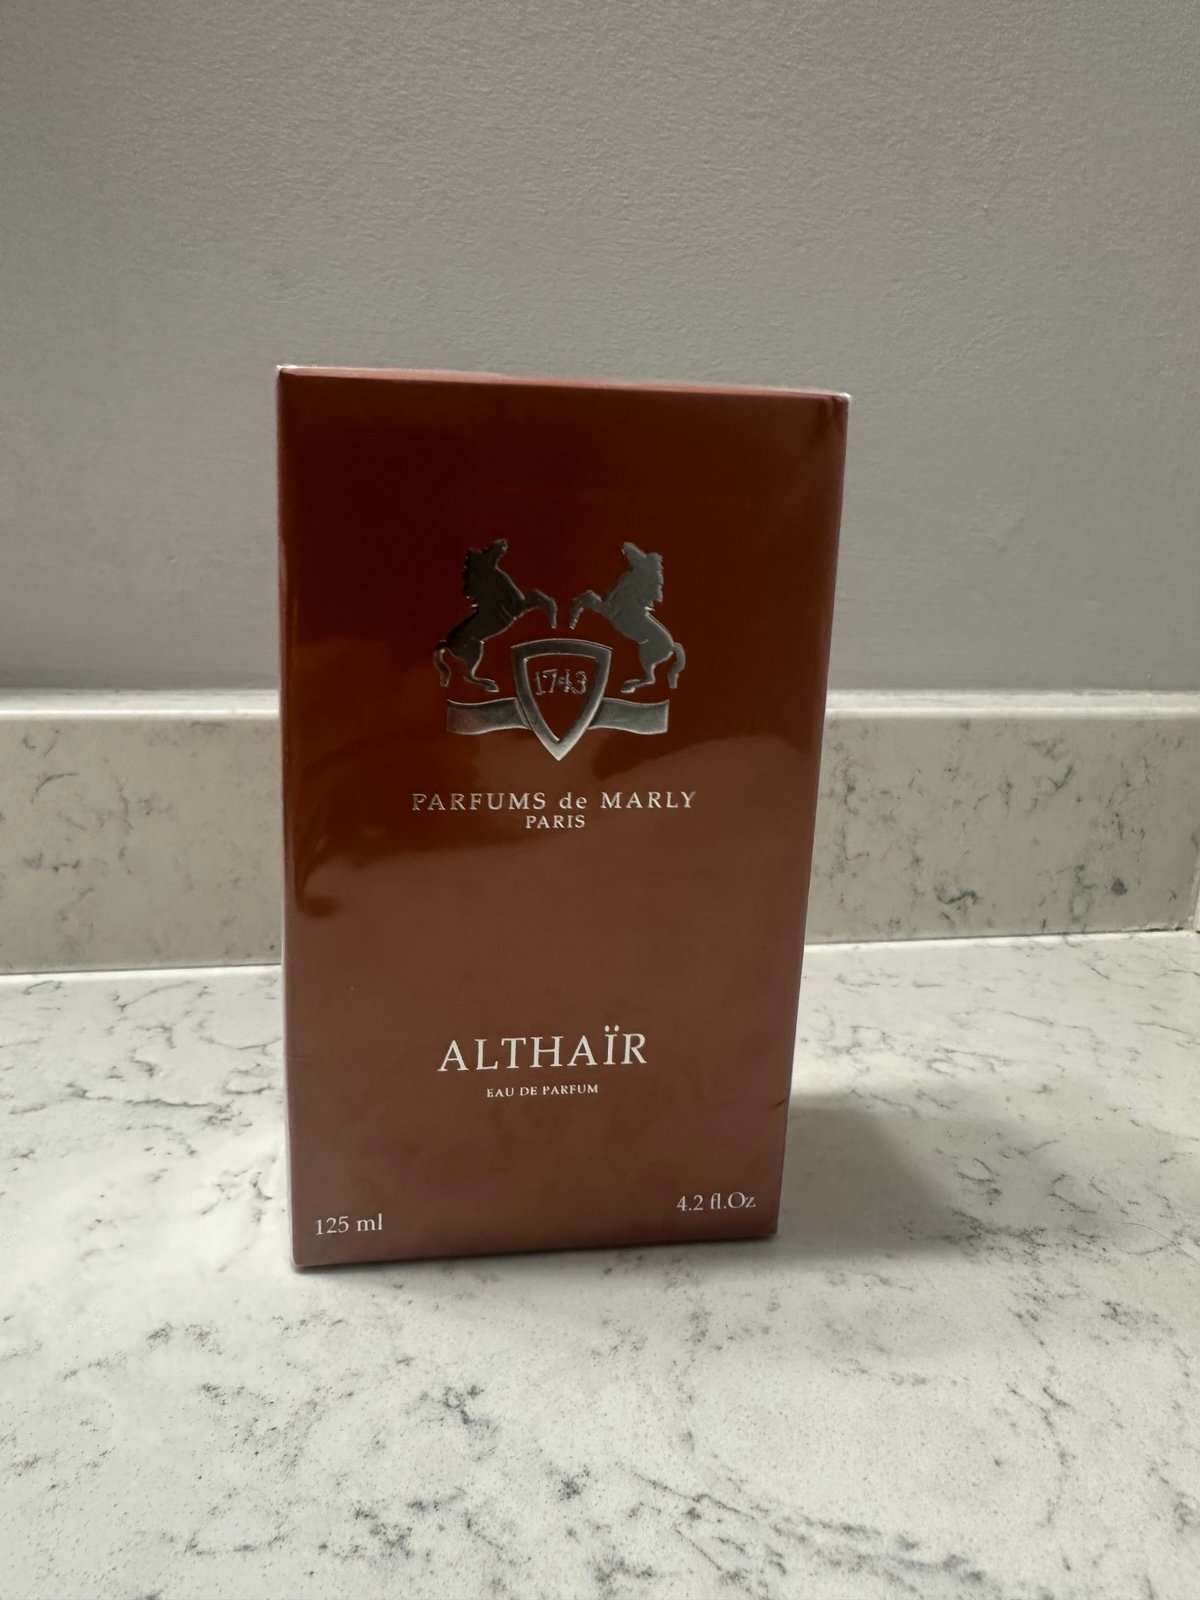 1743
PARFUMS de MARLY
PARIS
ALTHAÏR
EAU DE PARFUM
125 ml
4.2 fl.Oz